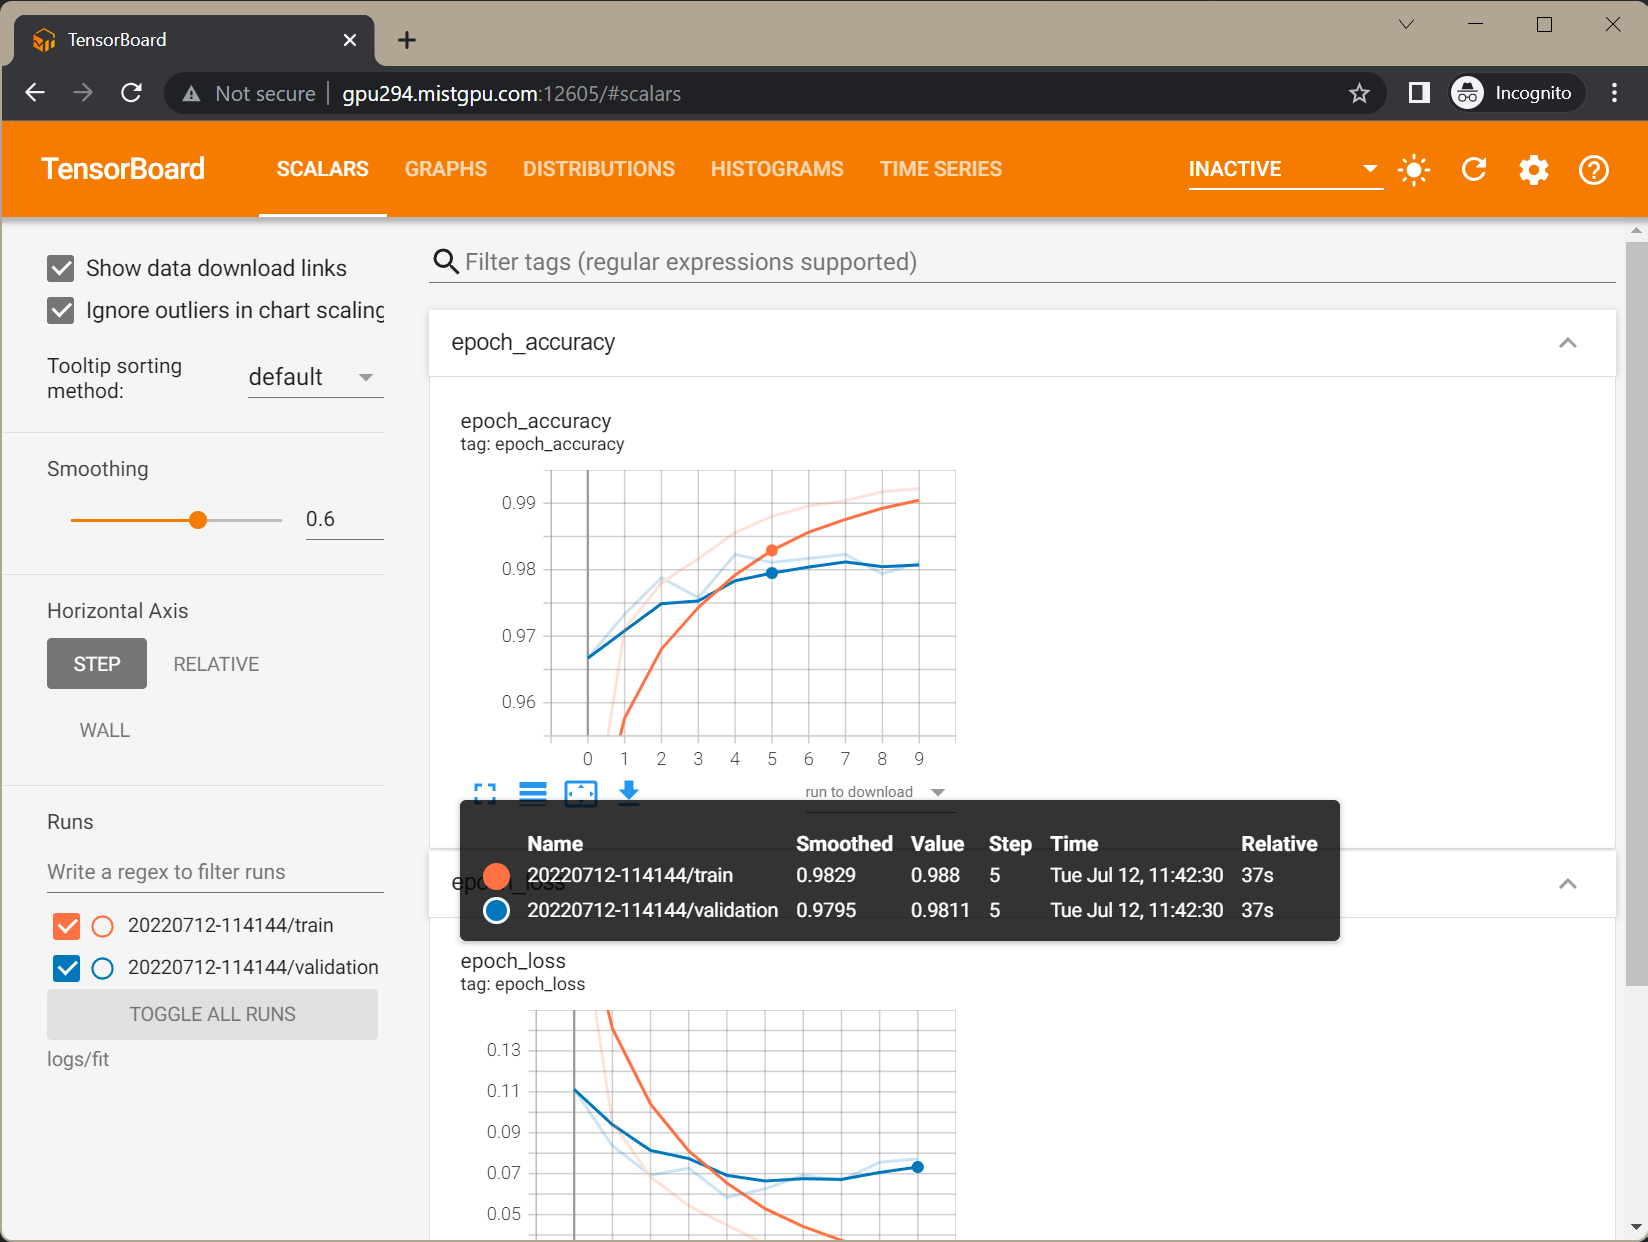 TensorBoard
Not secure gpu294.mistgpu.com:12605/#scalars Incognito
TensorBoard SCALARS GRAPHS DISTRIBUTIONS HISTOGRAMS TIME SERIES INACTIVE
Show data download links
Ignore outliers in chart scaling
Tooltip sorting
method:
default
Smoothing
0.6
Horizontal Axis
STEP RELATIVE
WALL
Runs
Write a regex to filter runs
20220712-114144/train
20220712-114144/validation
TOGGLE ALL RUNS
logs/fit
Filter tags (regular expressions supported)
epoch_accuracy
epoch_accuracy
tag: epoch_accuracy
0.99
0.98
0.97
0.96
0 1 2 3 4 5 6 7 8 9
run to download
Name Smoothed Value Step Time Relative
20220712-114144/train 0.9829 0.988 5 Tue Jul 12, 11:42:30 37s
20220712-114144/validation 0.9795 0.9811 5 Tue Jul 12, 11:42:30 37s
epoch_loss
epoch_loss
tag: epoch_loss
0.13
0.11
0.09
0.07
0.05